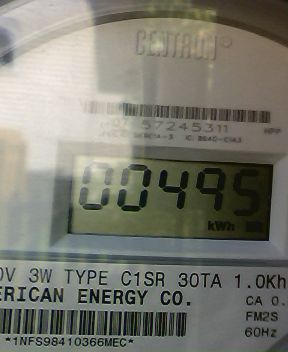 CENTRON®
57245311
00495
kWh
0V 3W TYPE C1SR 30TA 1.0Kh
ERICAN ENERGY CO.
CA 0.
FM2S
60Hz
*1NFS98410366MEC*